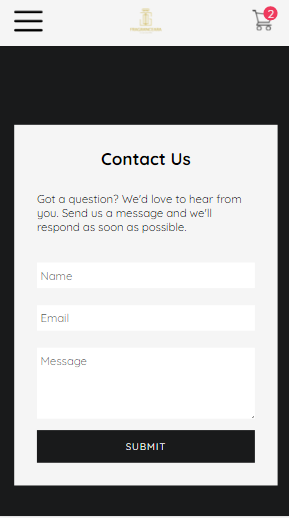 2
Contact Us
Got a question? We'd love to hear from
you. Send us a message and we'll
respond as soon as possible.
Name
Email
Message
SUBMIT